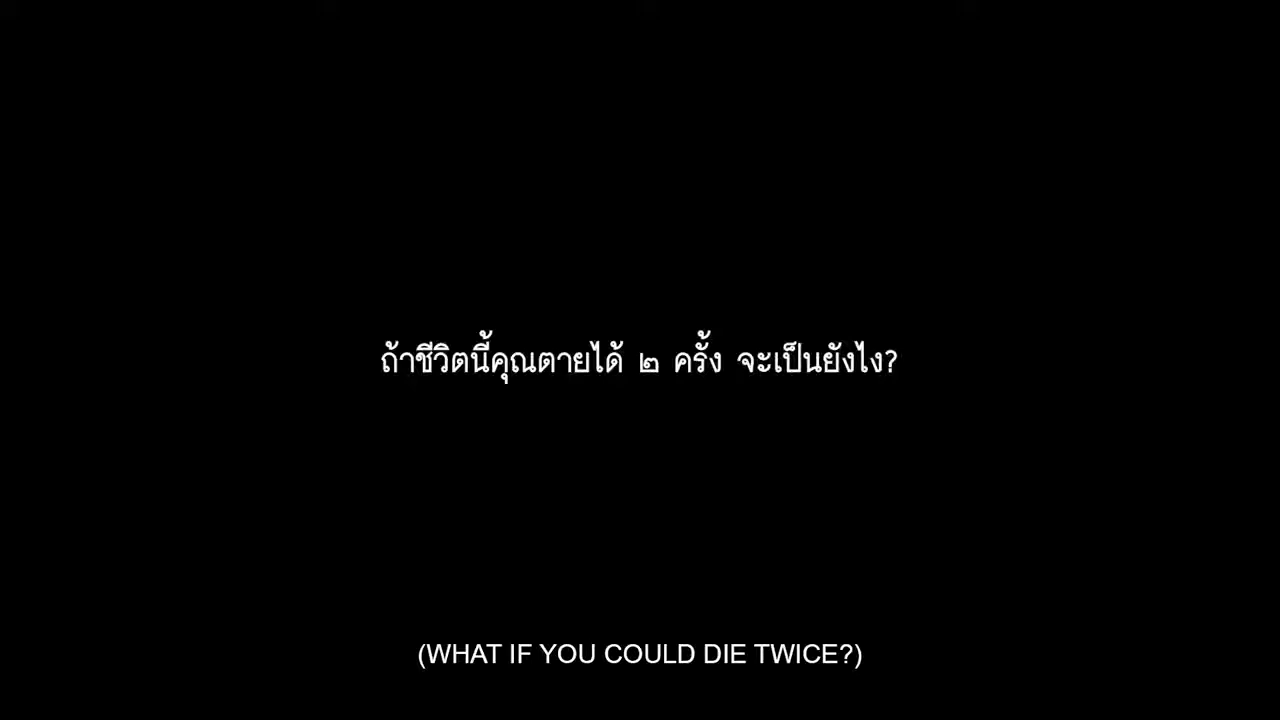 ถ้าชีวิตนี้คุณตายได้ ๒ ครั้ง จะเป็นยังไง?
(WHAT IF YOU COULD DIE TWICE?)